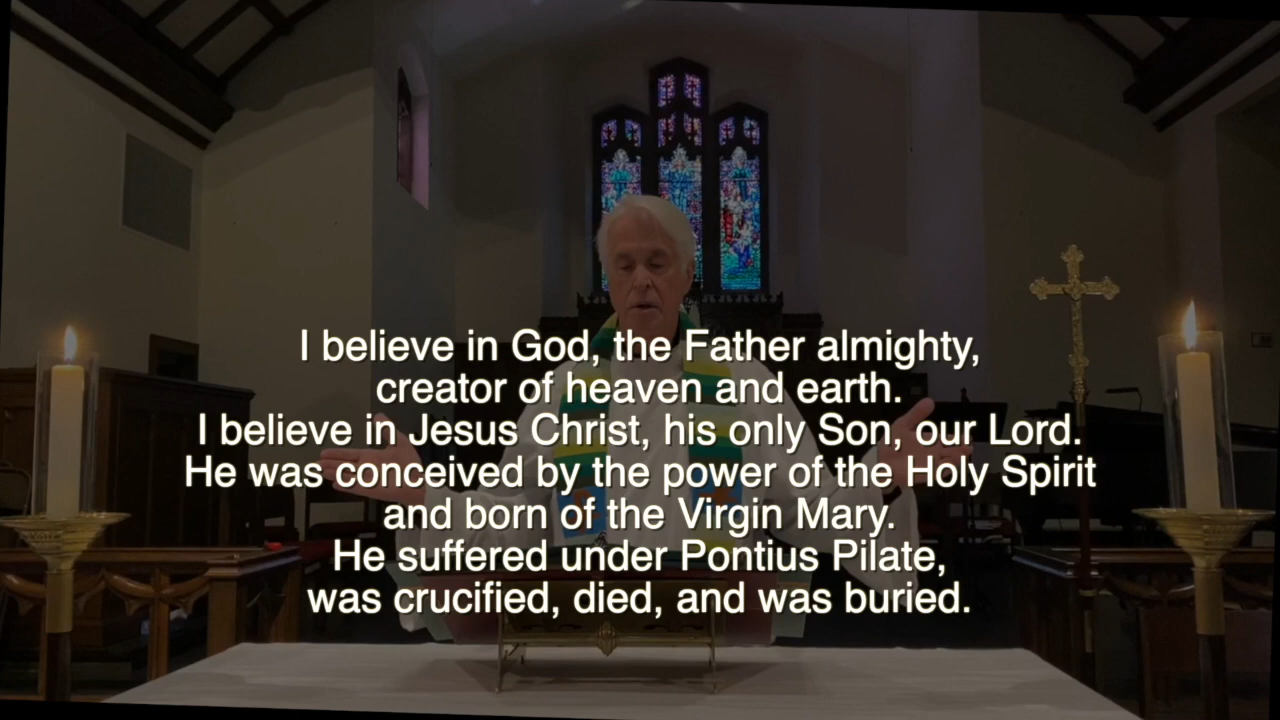 I believe in God, the Father almighty,
creator of heaven and earth.
I believe in Jesus Christ, his only Son, our Lord.
He was conceived by the power of the Holy Spirit
and born of the Virgin Mary.
He suffered under Pontius Pilate,
was crucified, died, and was buried.